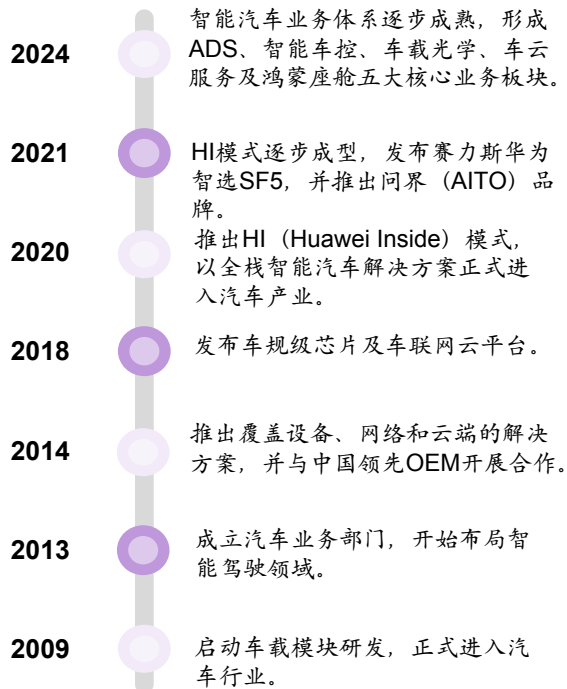 2024
智能汽车业务体系逐步成熟，形成
ADS、智能车控、车载光学、车云
服务及鸿蒙座舱五大核心业务板块。
2021
HI模式逐步成型，发布赛力斯华为
智选SF5，并推出问界（AITO）品
牌。
2020
推出HI（Huawei Inside）模式，
以全栈智能汽车解决方案正式进
入汽车产业。
2018
发布车规级芯片及车联网云平台。
2014
推出覆盖设备、网络和云端的解决
方案，并与中国领先OEM开展合作。
2013
成立汽车业务部门，开始布局智
能驾驶领域。
2009
启动车载模块研发，正式进入汽
车行业。